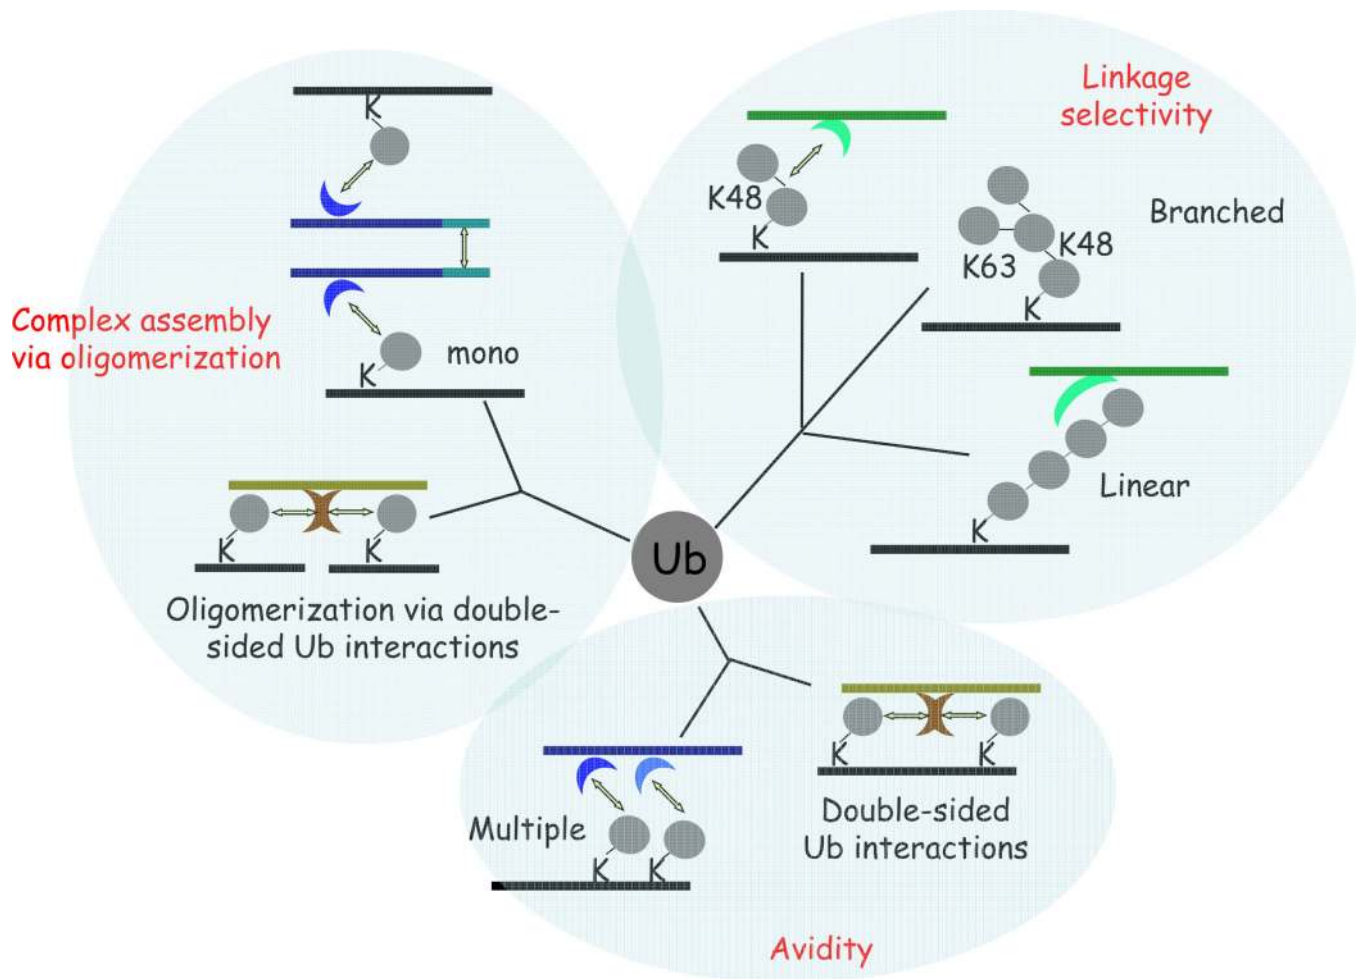 K
Complex assembly
via oligomerization
K
mono
K
K
Oligomerization via double-
sided Ub interactions
Linkage
selectivity
K48
K
Branched
K48
K63
K
Linear
K
Ub
Multiple
K
K
K
K
Double-sided
Ub interactions
Avidity